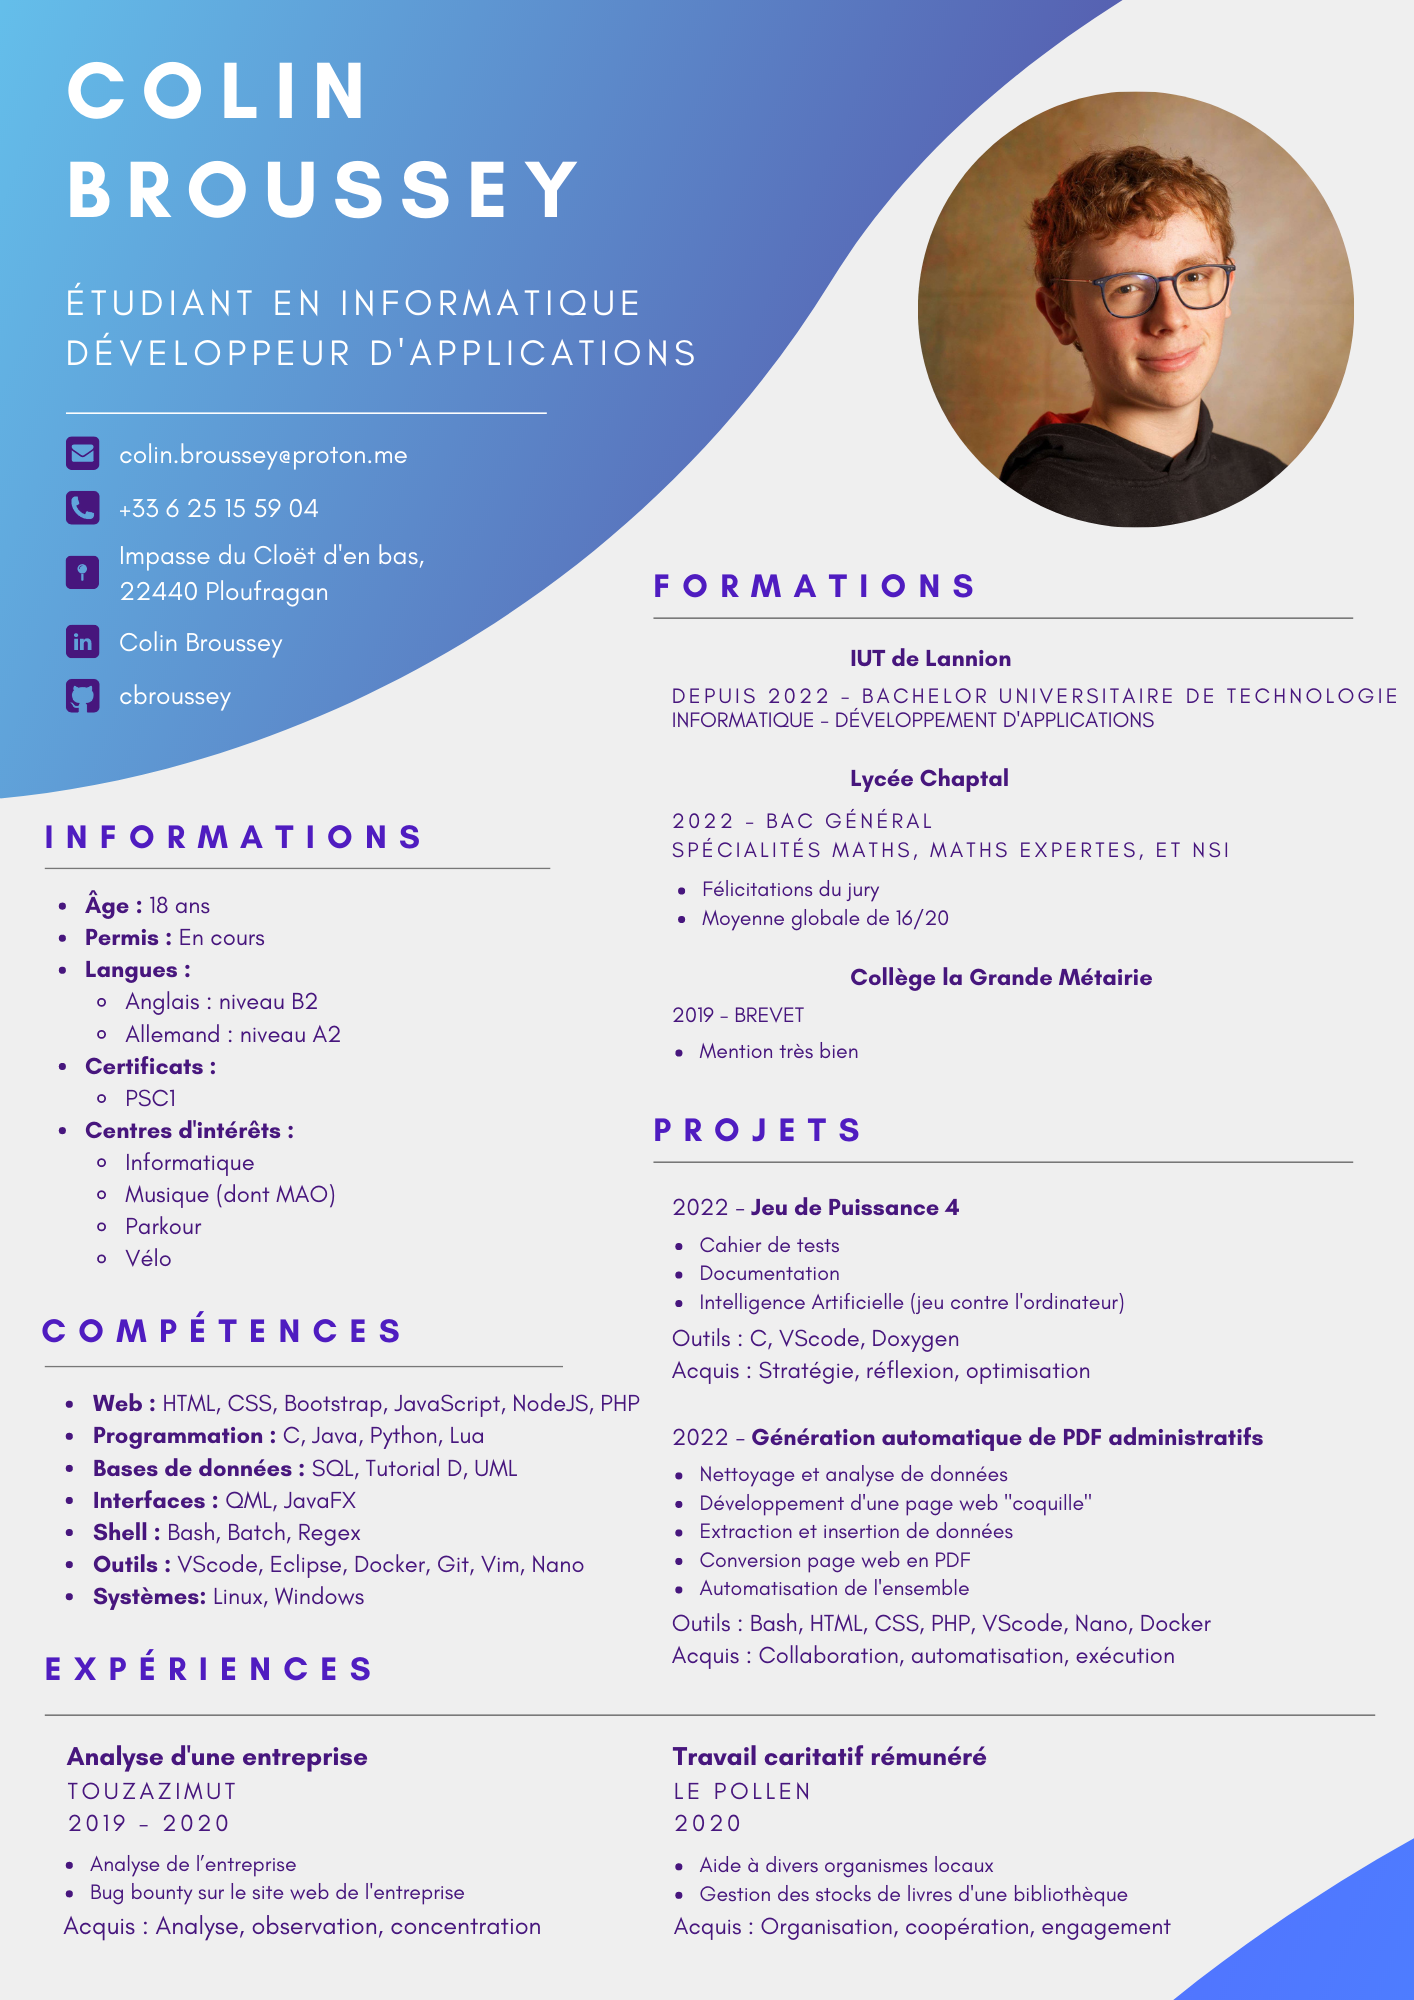 COLIN
BROUSSEY
ÉTUDIANT EN INFORMATIQUE
DÉVELOPPEUR D'APPLICATIONS
colin.broussey@proton.me
+33 6 25 15 59 04
Impasse du Cloët d'en bas,
22440 Ploufragan
in Colin Broussey
cbroussey
INFORMATIONS
• Âge : 18 ans
• Permis : En cours
• Langues :
◦ Anglais : niveau B2
◦ Allemand : niveau A2
• Certificats :
◦ PSC1
• Centres d'intérêts :
◦ Informatique
◦ Musique (dont MAO)
◦ Parkour
◦ Vélo
COMPÉTENCES
• Web : HTML, CSS, Bootstrap, JavaScript, NodeJS, PHP
• Programmation : C, Java, Python, Lua
• Bases de données : SQL, Tutorial D, UML
• Interfaces : QML, JavaFX
• Shell : Bash, Batch, Regex
• Outils : VScode, Eclipse, Docker, Git, Vim, Nano
• Systèmes: Linux, Windows
FORMATIONS
IUT de Lannion
DEPUIS 2022 - BACHELOR UNIVERSITAIRE DE TECHNOLOGIE
INFORMATIQUE - DÉVELOPPEMENT D'APPLICATIONS
Lycée Chaptal
2022 - BAC GÉNÉRAL
SPÉCIALITÉS MATHS, MATHS EXPERTES, ET NSI
• Félicitations du jury
• Moyenne globale de 16/20
Collège la Grande Métairie
2019 - BREVET
• Mention très bien
PROJETS
2022 - Jeu de Puissance 4
• Cahier de tests
• Documentation
• Intelligence Artificielle (jeu contre l'ordinateur)
Outils : C, VScode, Doxygen
Acquis : Stratégie, réflexion, optimisation
2022 - Génération automatique de PDF administratifs
• Nettoyage et analyse de données
• Développement d'une page web "coquille"
• Extraction et insertion de données
• Conversion page web en PDF
• Automatisation de l'ensemble
Outils : Bash, HTML, CSS, PHP, VScode, Nano, Docker
Acquis : Collaboration, automatisation, exécution
EXPÉRIENCES
Analyse d'une entreprise
TOUZAZIMUT
2019 - 2020
• Analyse de l’entreprise
• Bug bounty sur le site web de l'entreprise
Acquis : Analyse, observation, concentration
Travail caritatif rémunéré
LE POLLEN
2020
• Aide à divers organismes locaux
• Gestion des stocks de livres d'une bibliothèque
Acquis : Organisation, coopération, engagement